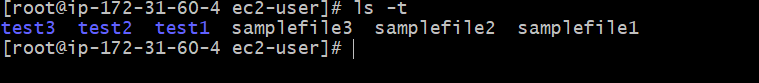 [root@ip-172-31-60-4 ec2-user]# ls -t
test3  test2  test1  samplefile3  samplefile2  samplefile1
[root@ip-172-31-60-4 ec2-user]#